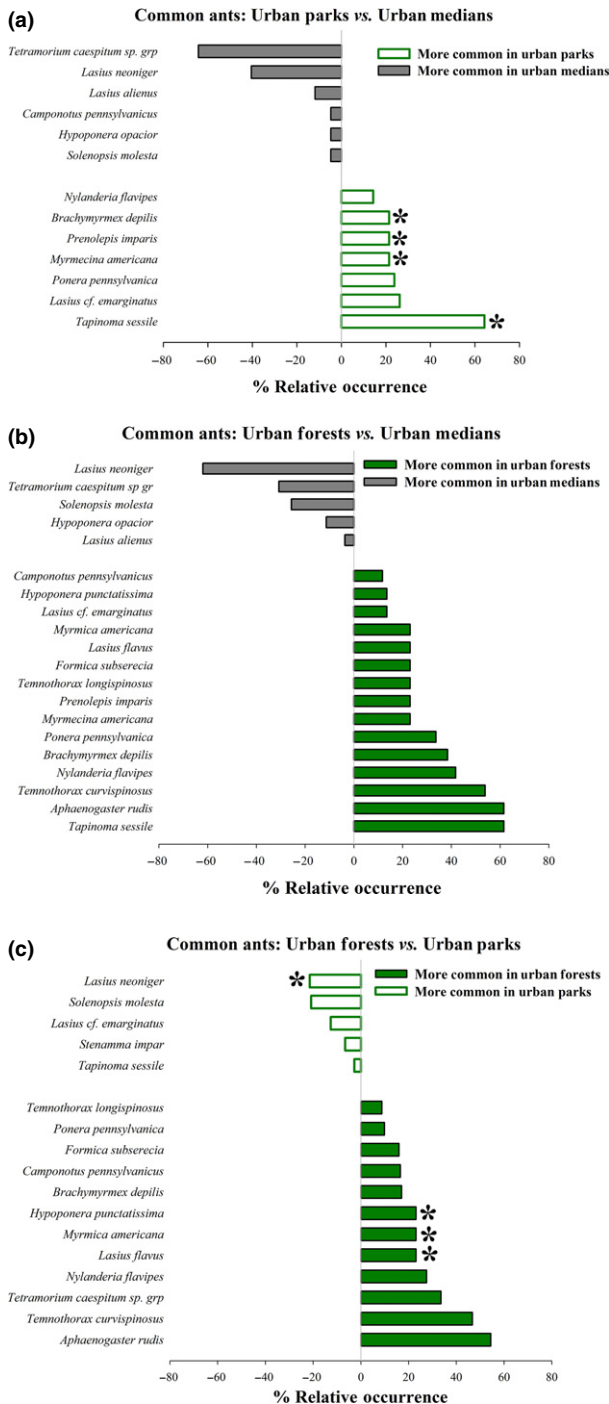 (a)
Common ants: Urban parks vs. Urban medians
Tetramorium caespitum sp. grp
Lasius neoniger
Lasius alienus
Camponotus pennsylvanicus
Hypoponera opacior
Solenopsis molesta
More common in urban parks
More common in urban medians
Nylanderia flavipes
Brachymyrmex depilis *
Prenolepis imparis *
Myrmecina americana *
Ponera pennsylvanica
Lasius cf. emarginatus
Tapinoma sessile *
−80 −60 −40 −20 0 20 40 60 80
% Relative occurrence
(b)
Common ants: Urban forests vs. Urban medians
Lasius neoniger
Tetramorium caespitum sp gr
Solenopsis molesta
Hypoponera opacior
Lasius alienus
More common in urban forests
More common in urban medians
Camponotus pennsylvanicus
Hypoponera punctatissima
Lasius cf. emarginatus
Myrmica americana
Lasius flavus
Formica subserecia
Temnothorax longispinosus
Prenolepis imparis
Myrmecina americana
Ponera pennsylvanica
Brachymyrmex depilis
Nylanderia flavipes
Temnothorax curvispinosus
Aphaenogaster rudis
Tapinoma sessile
−80 −60 −40 −20 0 20 40 60 80
% Relative occurrence
(c)
Common ants: Urban forests vs. Urban parks
Lasius neoniger *
Solenopsis molesta
Lasius cf. emarginatus
Stenamma impar
Tapinoma sessile
More common in urban forests
More common in urban parks
Temnothorax longispinosus
Ponera pennsylvanica
Formica subserecia
Camponotus pennsylvanicus
Brachymyrmex depilis
Hypoponera punctatissima *
Myrmica americana *
Lasius flavus *
Nylanderia flavipes
Tetramorium caespitum sp. grp
Temnothorax curvispinosus
Aphaenogaster rudis
−80 −60 −40 −20 0 20 40 60 80
% Relative occurrence